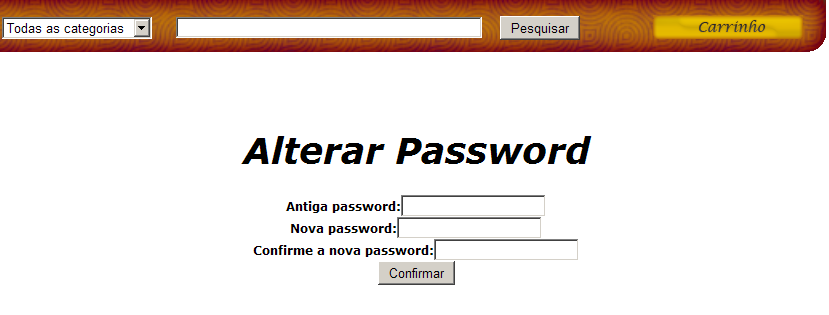 Todas as categorias Pesquisar Carrinho
Alterar Password
Antiga password:
Nova password:
Confirme a nova password:
Confirmar